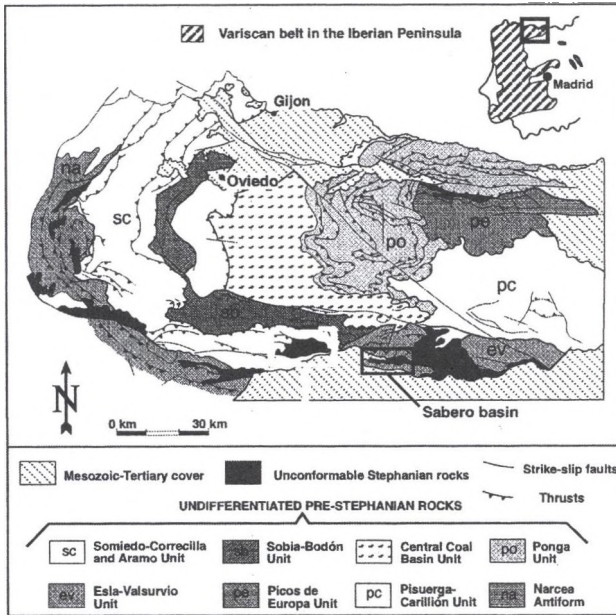 Variscan belt in the Iberian Peninsula
Madrid
Gijon
na
Oviedo
sc
po
pe
pc
sb
ev
N
0 km 30 km
Sabero basin
Mesozoic-Tertiary cover
Unconformable Stephanian rocks
Strike-slip faults
Thrusts
UNDIFFERENTIATED PRE-STEPHANIAN ROCKS
sc Somiedo-Correcilla and Aramo Unit
sb Sobia-Bodón Unit
Central Coal Basin Unit
po Ponga Unit
ev Esla-Valsurvio Unit
pe Picos de Europa Unit
pc Pisuerga-Carillión Unit
na Narcea Antiform